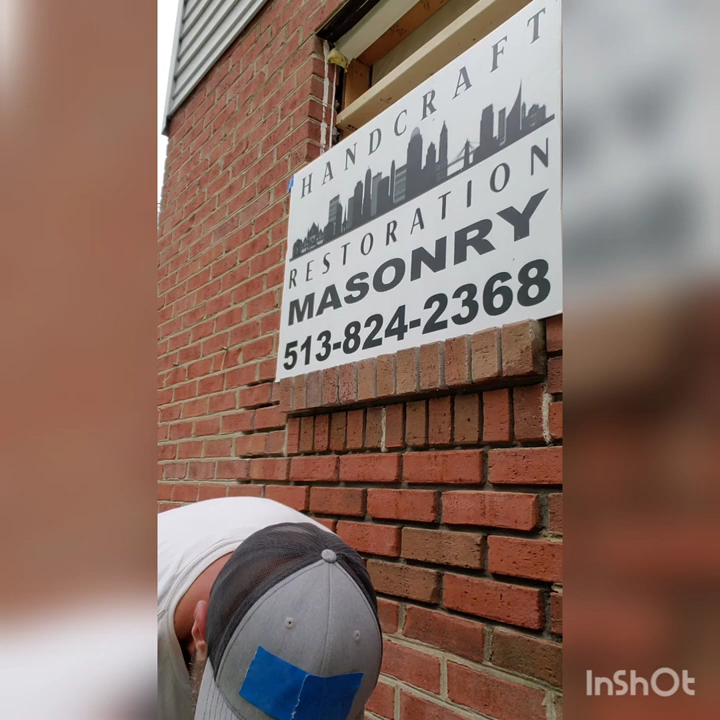 HANDCRAFT
RESTORATION
MASONRY
513-824-2368
InShOt